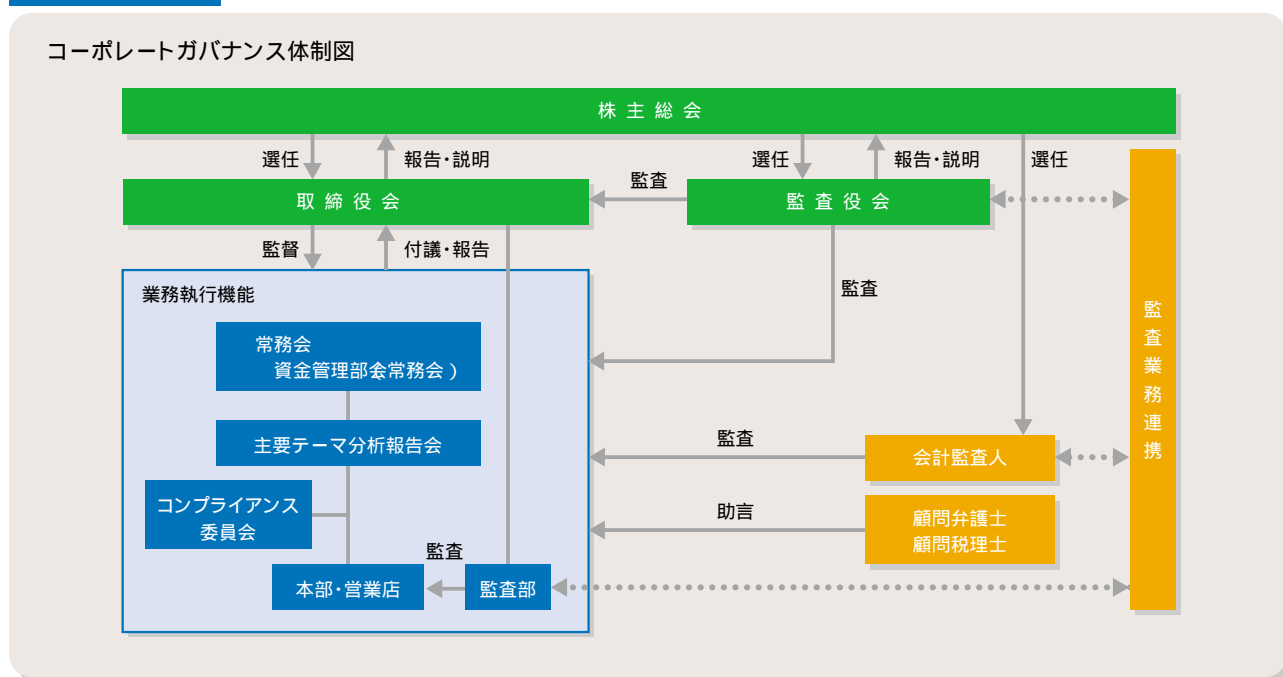 コーポレートガバナンス体制図
株主総会
選任
報告・説明
選任
報告・説明
選任
取締役会
監査
監査役会
監督
付議・報告
監査
業務執行機能
常務会
資金管理部会常務会)
主要テーマ分析報告会
コンプライアンス
委員会
本部・営業店
監査
監査部
監査
会計監査人
助言
顧問弁護士
顧問税理士
監査業務連携